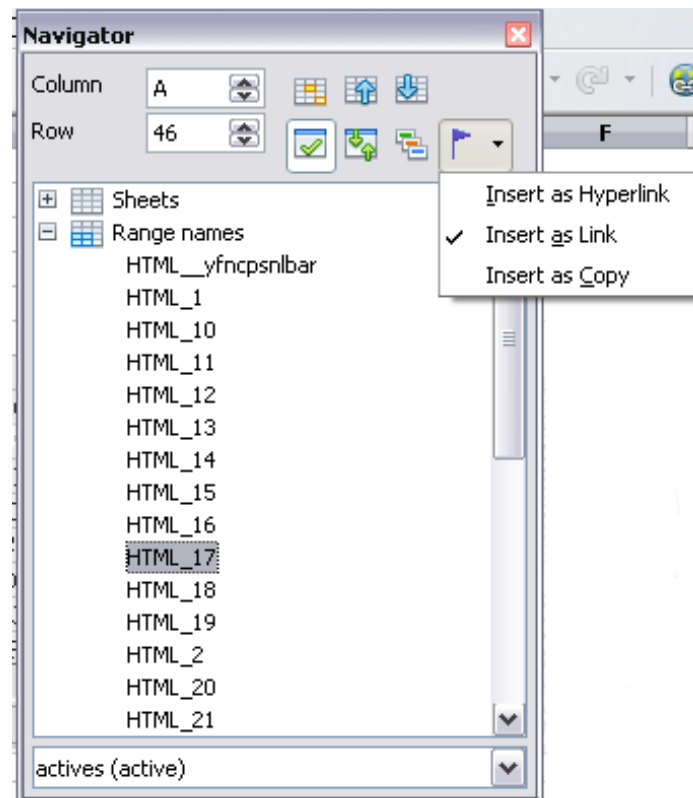 Navigator
Column A
Row 46
F
Insert as Hyperlink
Insert as Link
Insert as Copy
Sheets
Range names
HTML__yfncpsnlbar
HTML_1
HTML_10
HTML_11
HTML_12
HTML_13
HTML_14
HTML_15
HTML_16
HTML_17
HTML_18
HTML_19
HTML_2
HTML_20
HTML_21
actives (active)